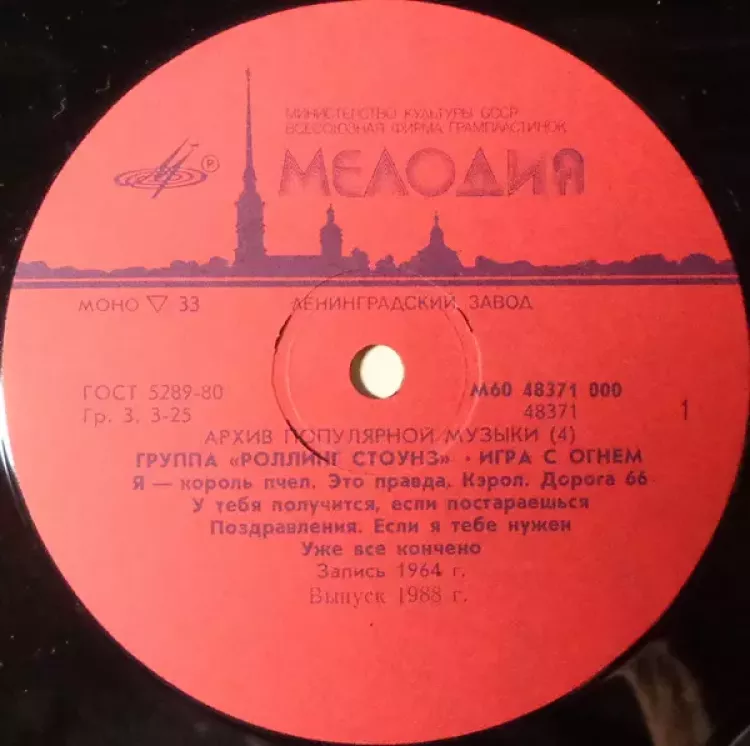 МИНИСТЕРСТВО КУЛЬТУРЫ СССР
ВСЕСОЮЗНАЯ ФИРМА ГРАМПЛАСТИНОК
МЕЛОДИЯ
Р
МОНО ▽ 33 ЛЕНИНГРАДСКИЙ ЗАВОД
ГОСТ 5289-80 М60 48371 000
Гр. 3, 3-25 48371 1
АРХИВ ПОПУЛЯРНОЙ МУЗЫКИ (4)
ГРУППА «РОЛЛИНГ СТОУНЗ» · ИГРА С ОГНЕМ
Я — король пчел. Это правда. Кэрол. Дорога 66
У тебя получится, если постараешься
Поздравления. Если я тебе нужен
Уже все кончено
Запись 1964 г.
Выпуск 1988 г.